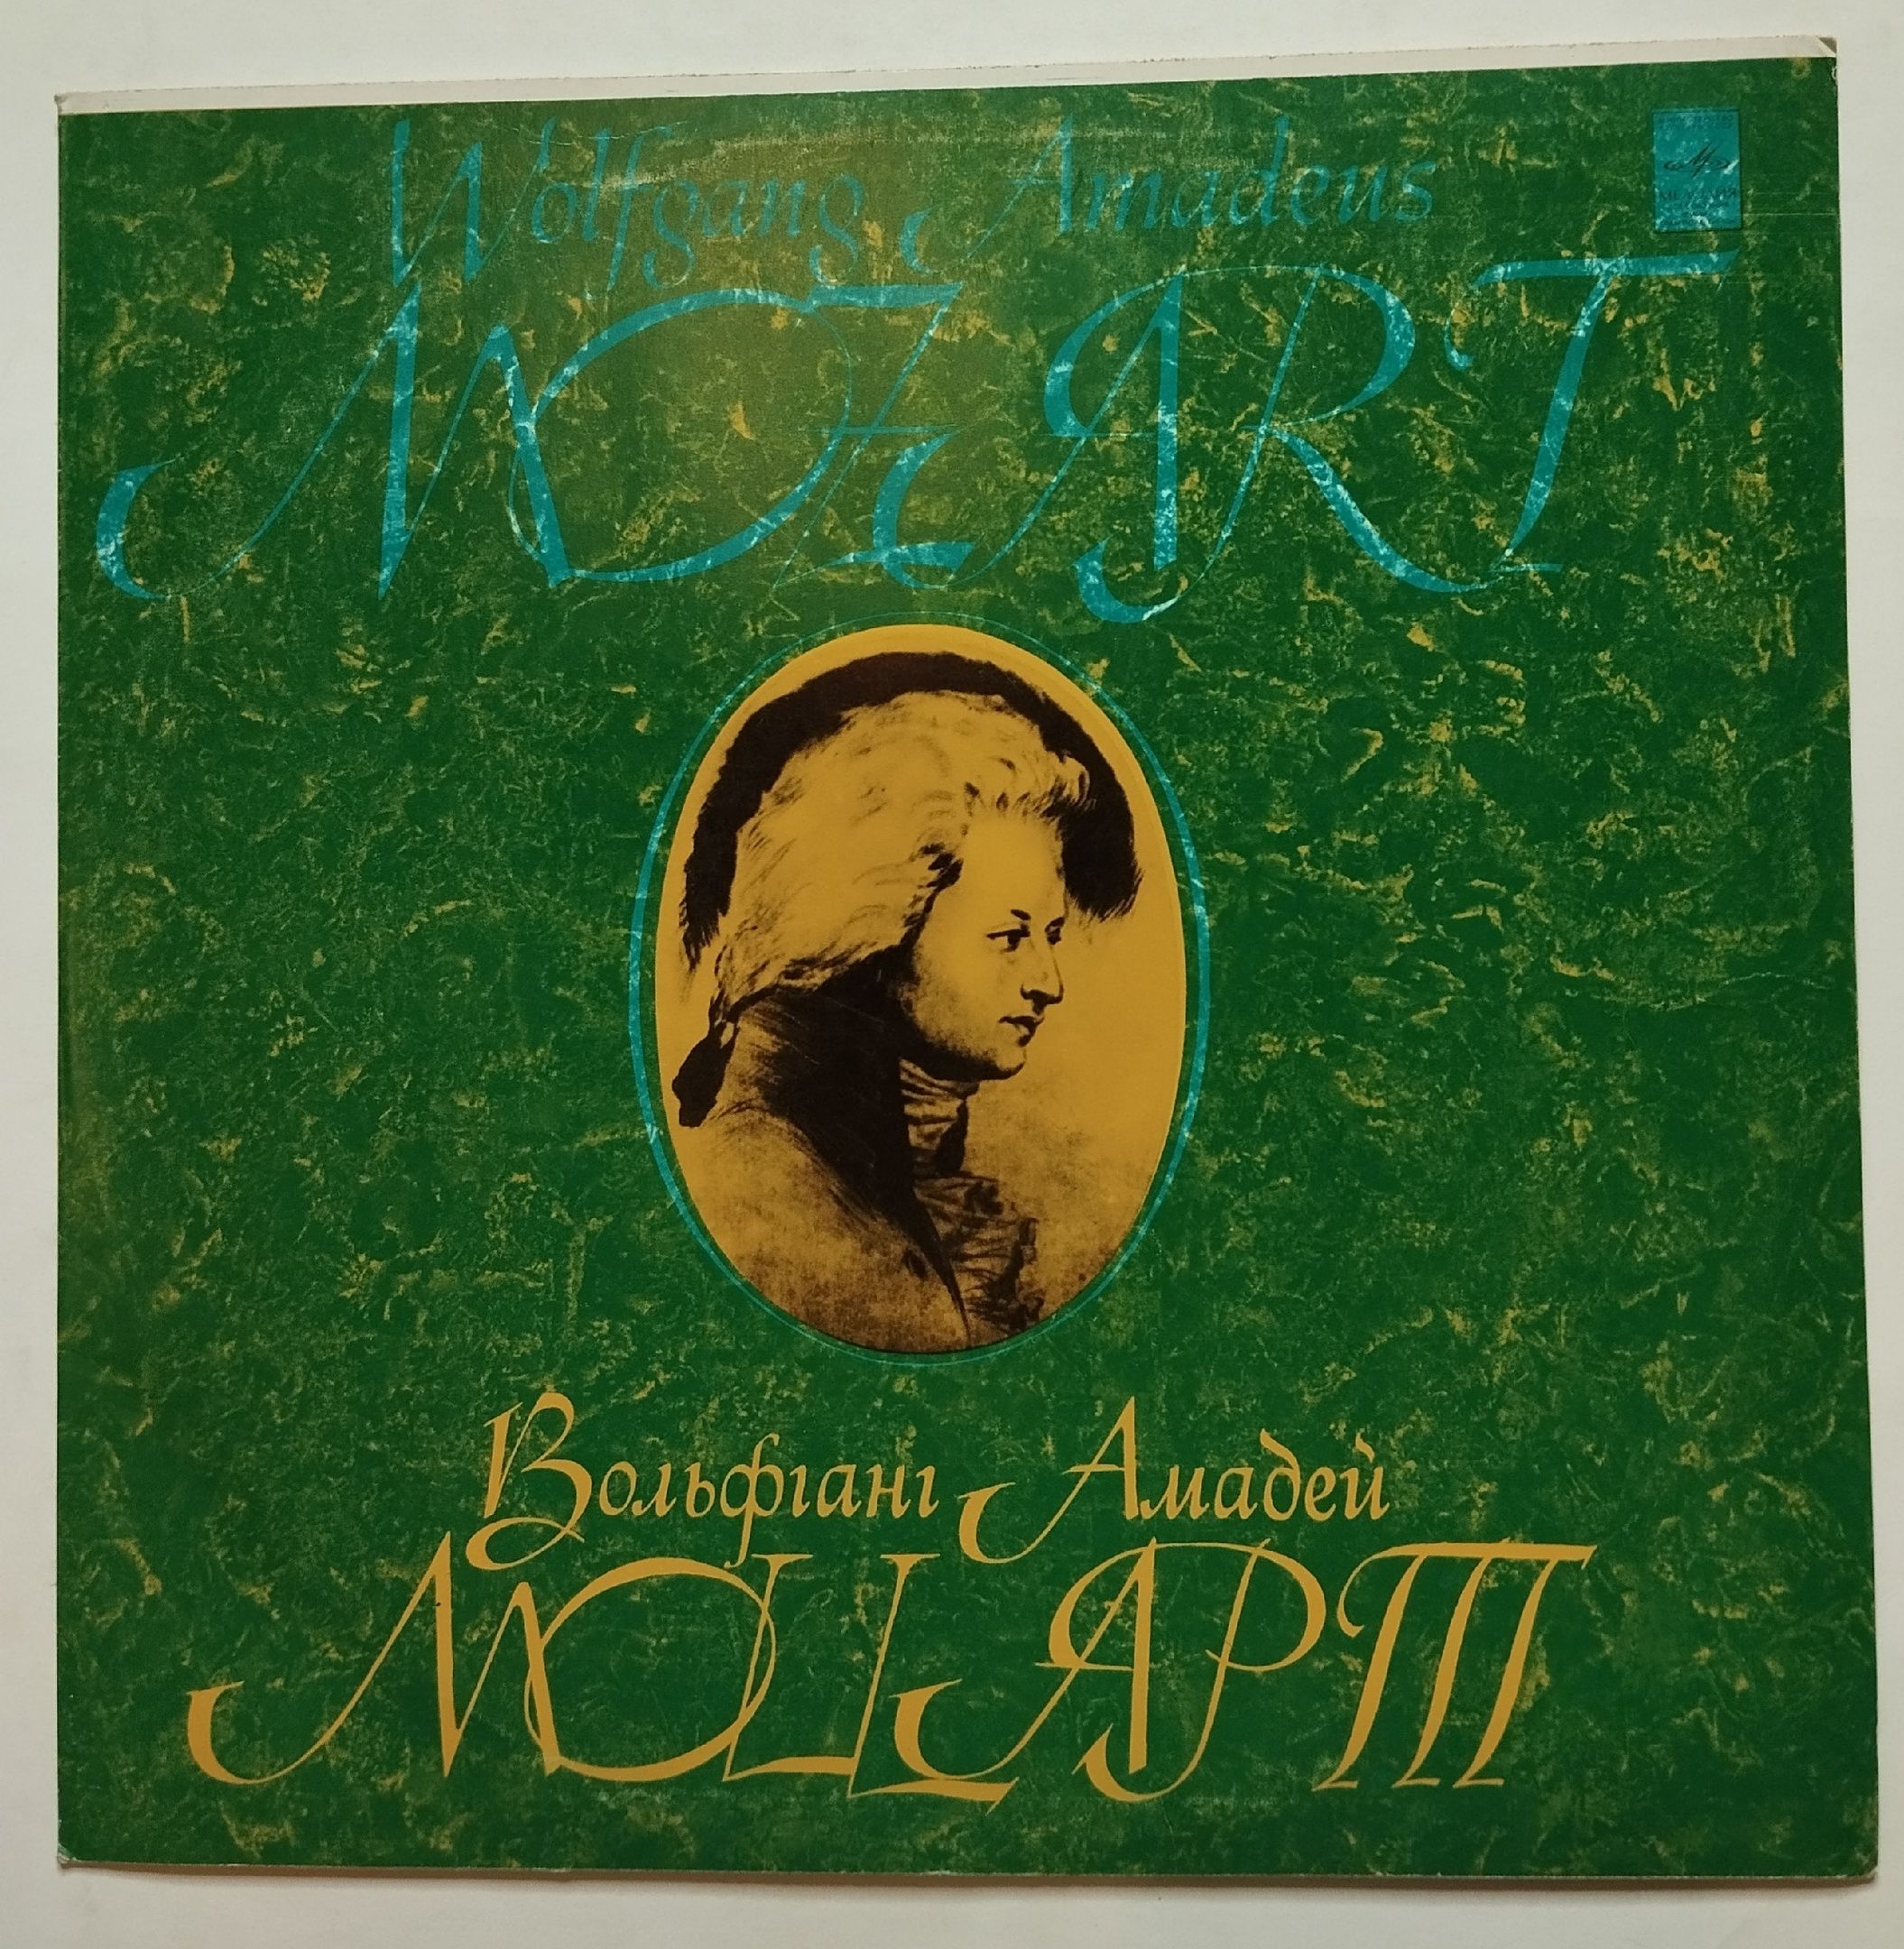 Wolfgang Amadeus
MOZART
Вольфганг Амадей
МОЦАРТ